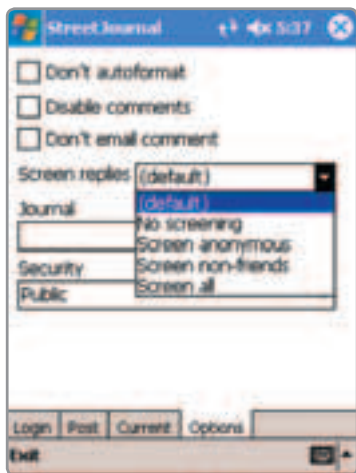 StreetJournal 5:37
Don't autoformat
Disable comments
Don't email comment
Screen replies (default)
(default)
No screening
Screen anonymous
Screen non-friends
Screen all
Journal
Security
Public
Login Post Current Options
Exit